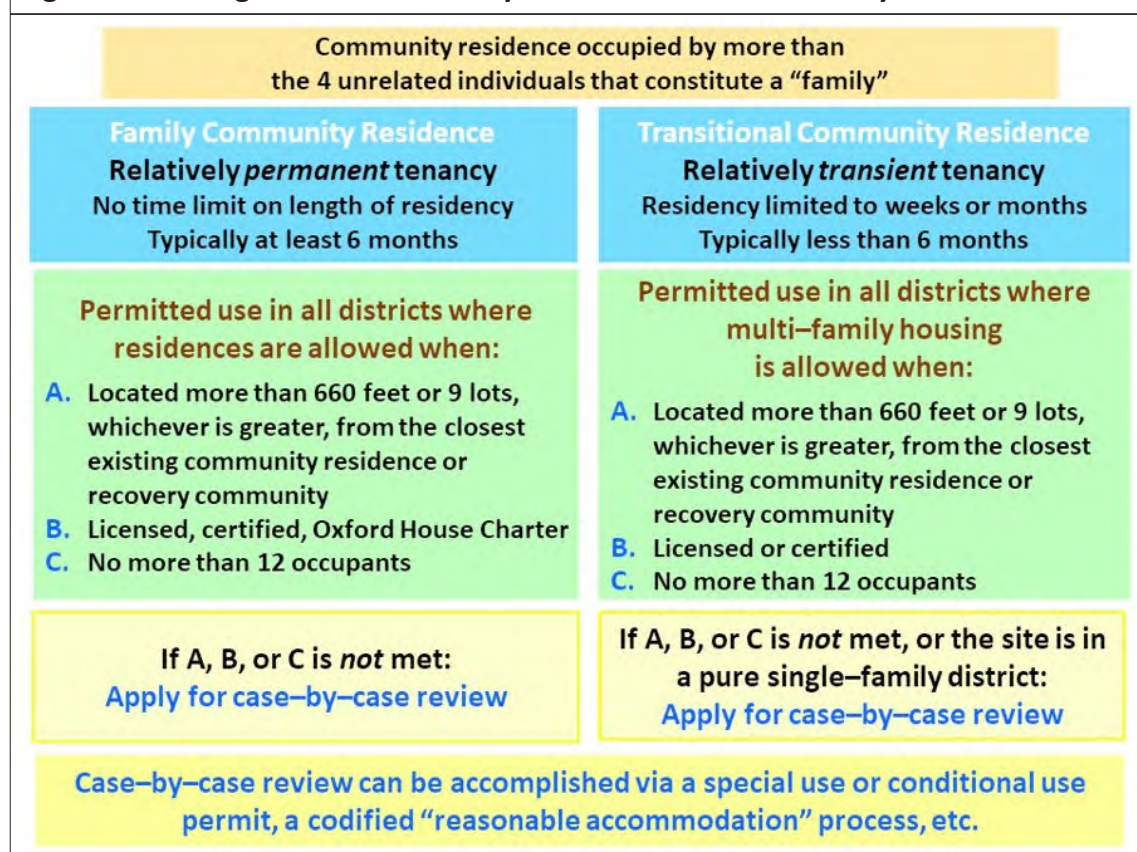 Community residence occupied by more than
the 4 unrelated individuals that constitute a “family”
Family Community Residence
Relatively permanent tenancy
No time limit on length of residency
Typically at least 6 months
Permitted use in all districts where
residences are allowed when:
A. Located more than 660 feet or 9 lots,
whichever is greater, from the closest
existing community residence or
recovery community
B. Licensed, certified, Oxford House Charter
C. No more than 12 occupants
If A, B, or C is not met:
Apply for case–by–case review
Transitional Community Residence
Relatively transient tenancy
Residency limited to weeks or months
Typically less than 6 months
Permitted use in all districts where
multi–family housing
is allowed when:
A. Located more than 660 feet or 9 lots,
whichever is greater, from the closest
existing community residence or
recovery community
B. Licensed or certified
C. No more than 12 occupants
If A, B, or C is not met, or the site is in
a pure single–family district:
Apply for case–by–case review
Case–by–case review can be accomplished via a special use or conditional use
permit, a codified “reasonable accommodation” process, etc.